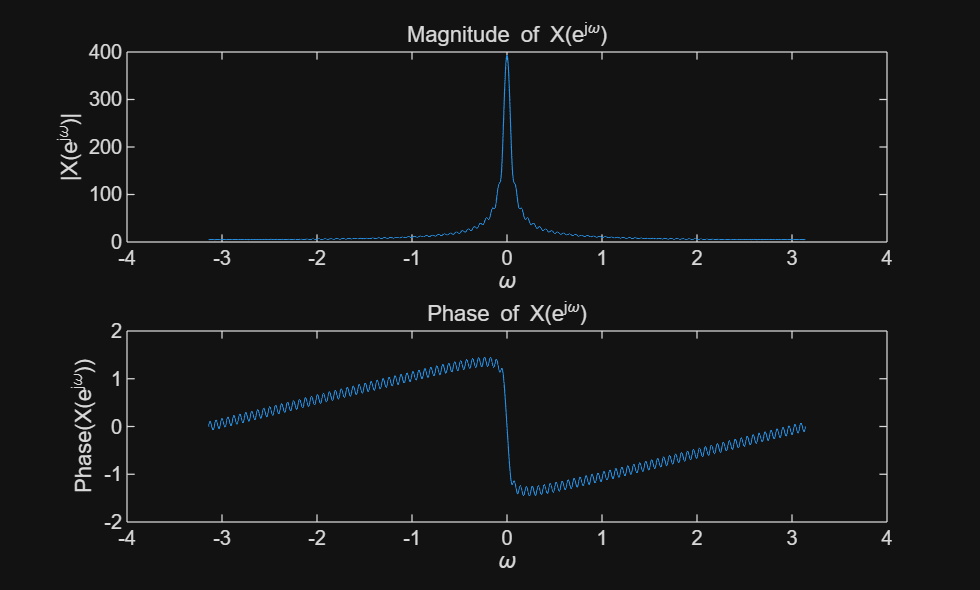 Magnitude of X(e^jω)
400
300
200
100
0
|X(e^jω)|
-4 -3 -2 -1 0 1 2 3 4
ω
Phase of X(e^jω)
2
1
0
-1
-2
Phase(X(e^jω))
-4 -3 -2 -1 0 1 2 3 4
ω